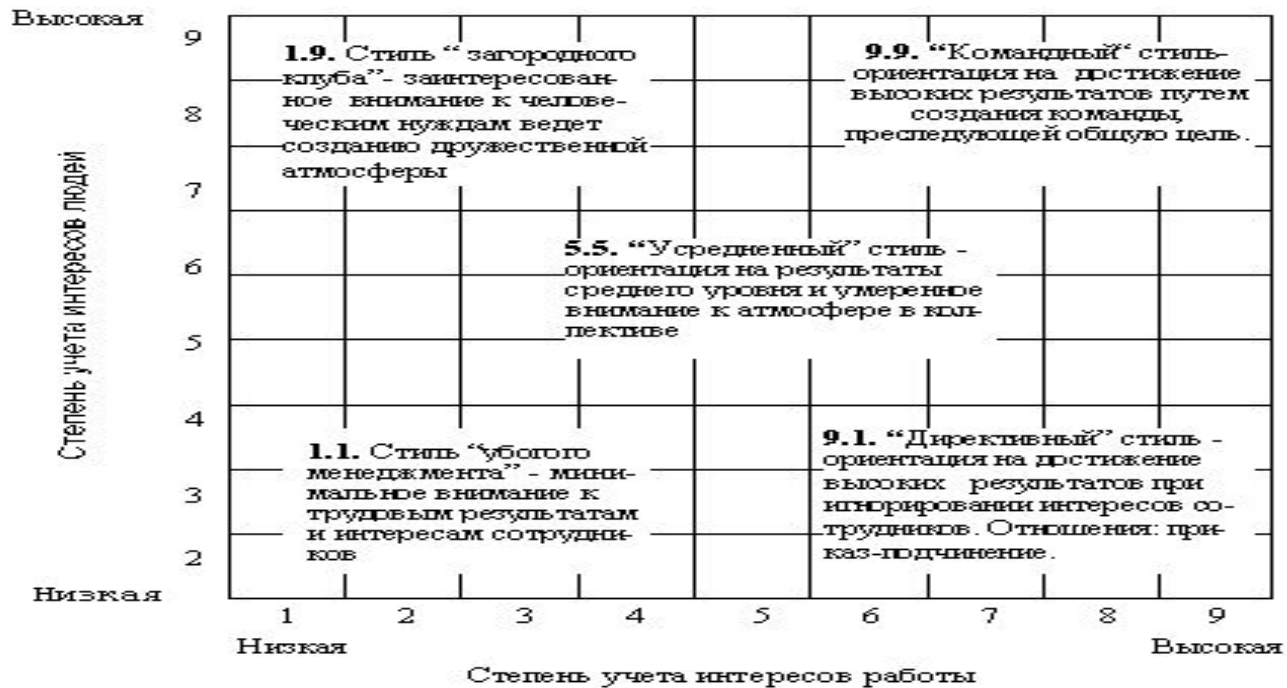 Высокая
9
8
7
6
5
4
3
2
Низкая
Степень учета интересов людей
1.9. Стиль “ загородного
клуба”- заинтересован-
ное внимание к челове-
ческим нуждам ведет
созданию дружественной
атмосферы
9.9. “Командный“ стиль-
ориентация на достижение
высоких результатов путем
создания команды,
преследующей общую цель.
5.5. “Усредненный” стиль -
ориентация на результаты
среднего уровня и умеренное
внимание к атмосфере в кол-
лективе
1.1. Стиль “убогого
менеджмента” - мини-
мальное внимание к
трудовым результатам
и интересам сотрудни-
ков
9.1. “Директивный” стиль -
ориентация на достижение
высоких результатов при
игнорировании интересов со-
трудников. Отношения: при-
каз-подчинение.
1 2 3 4 5 6 7 8 9
Низкая Высокая
Степень учета интересов работы